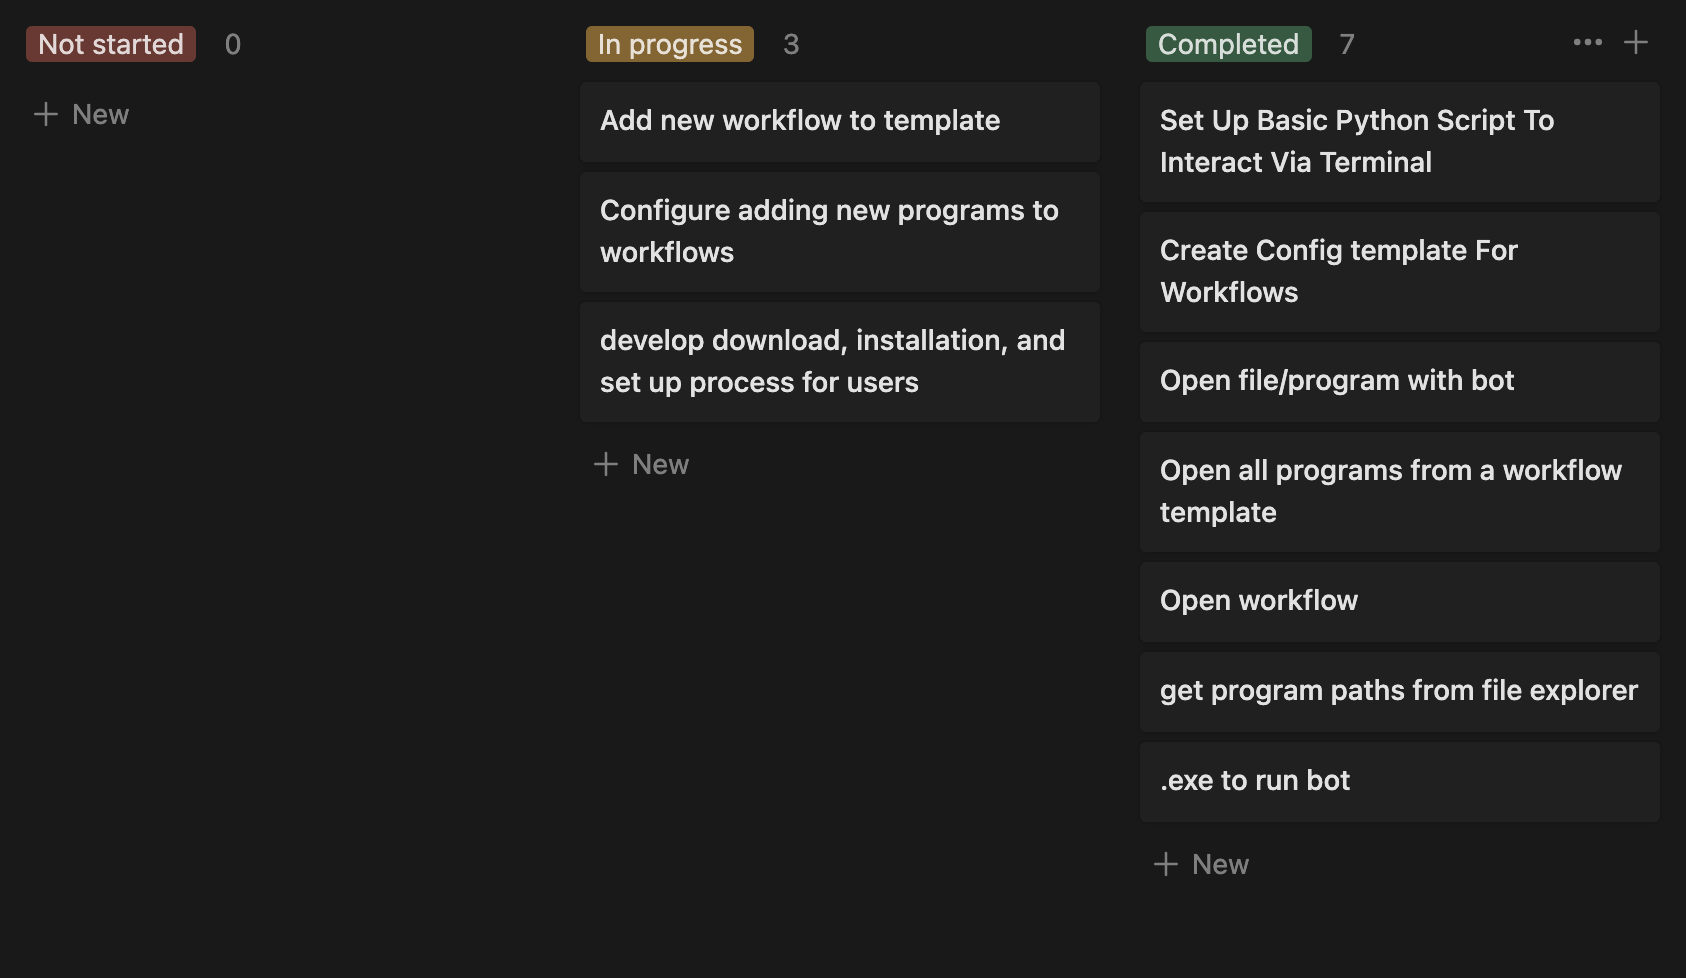 Not started 0
+ New
In progress 3
Add new workflow to template
Configure adding new programs to
workflows
develop download, installation, and
set up process for users
+ New
Completed 7 ••• +
Set Up Basic Python Script To
Interact Via Terminal
Create Config template For
Workflows
Open file/program with bot
Open all programs from a workflow
template
Open workflow
get program paths from file explorer
.exe to run bot
+ New